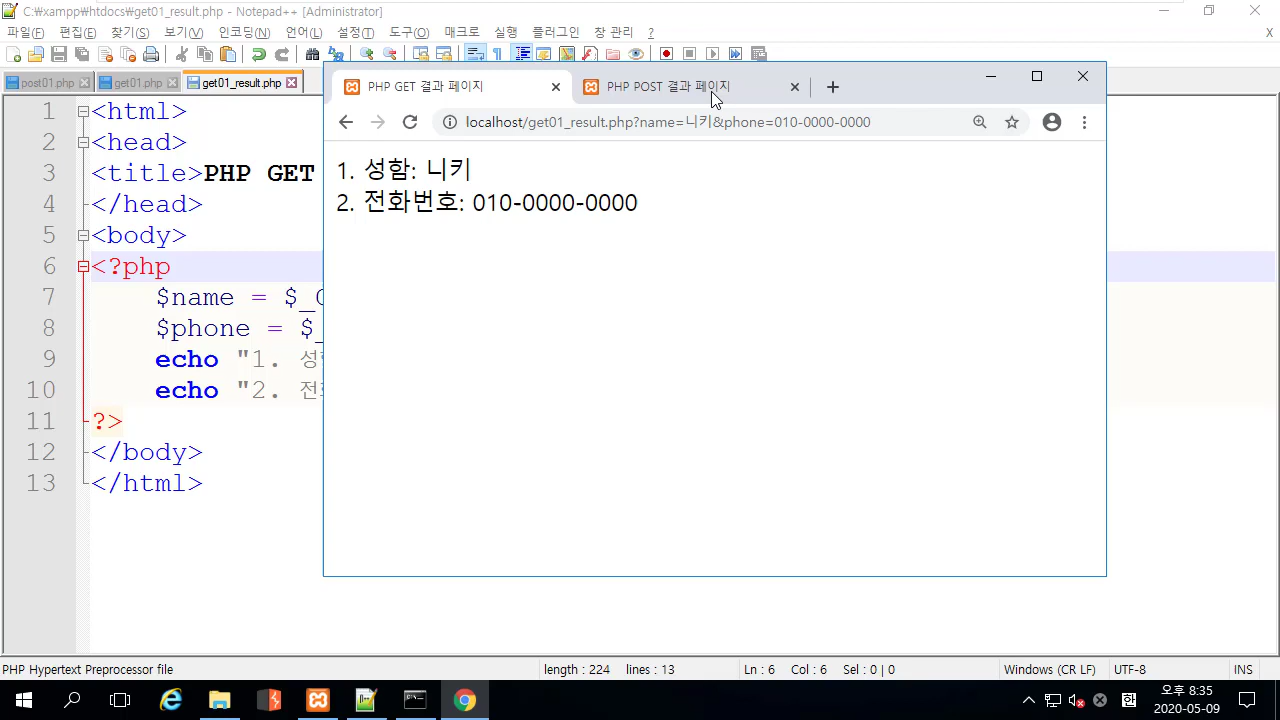 C:₩xampp₩htdocs₩get01_result.php - Notepad++ [Administrator]
파일(F) 편집(E) 찾기(S) 보기(V) 인코딩(N) 언어(L) 설정(T) 도구(O) 매크로 실행 플러그인 창 관리 ? X
post01.php get01.php get01_result.php
PHP GET 결과 페이지 PHP POST 결과 페이지
localhost/get01_result.php?name=니키&phone=010-0000-0000
1. 성함: 니키
2. 전화번호: 010-0000-0000
1 <html>
2 <head>
3 <title>PHP GET
4 </head>
5 <body>
6 <?php
7 $name = $_
8 $phone = $_
9 echo "1. 성
10 echo "2. 전
11 ?>
12 </body>
13 </html>
PHP Hypertext Preprocessor file length : 224 lines : 13 Ln : 6 Col : 6 Sel : 0 | 0 Windows (CR LF) UTF-8 INS
한 오후 8:35
2020-05-09